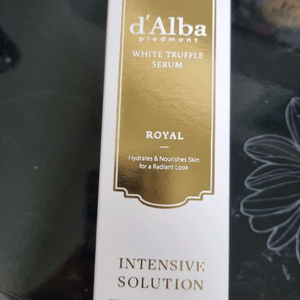 d'Alba
piedmont
WHITE TRUFFLE
SERUM
ROYAL
Hydrates & Nourishes Skin
for a Radiant Look
INTENSIVE
SOLUTION